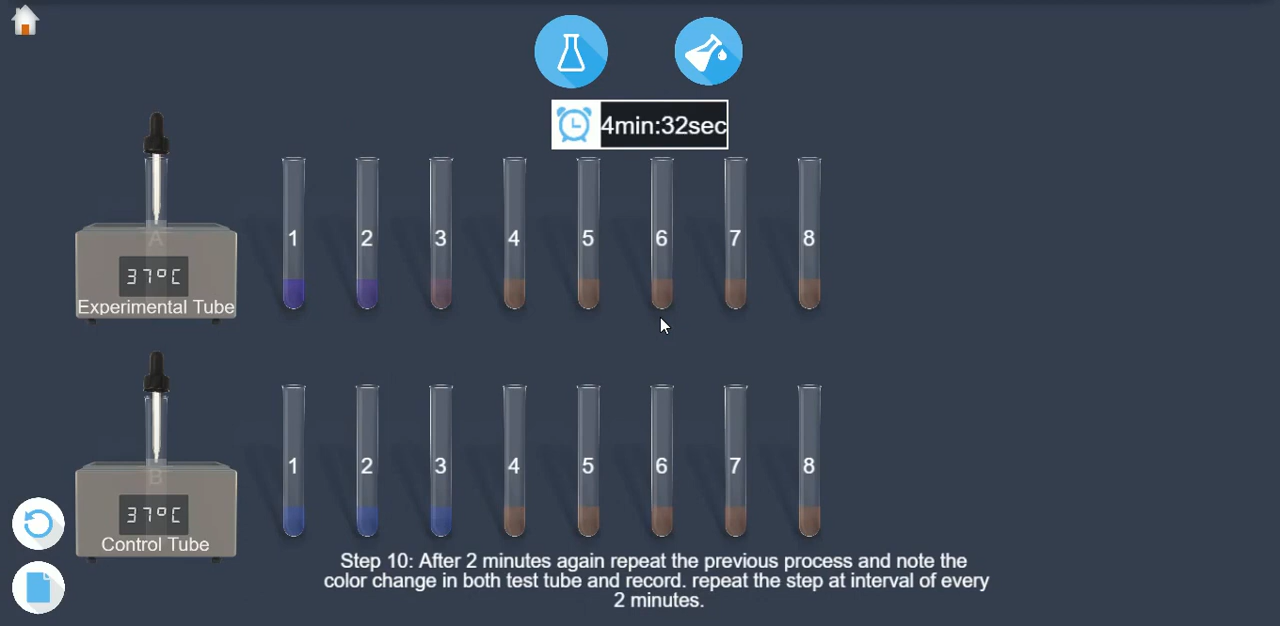 4min:32sec
1 2 3 4 5 6 7 8
A
37°C
Experimental Tube
1 2 3 4 5 6 7 8
B
37°C
Control Tube
Step 10: After 2 minutes again repeat the previous process and note the
color change in both test tube and record. repeat the step at interval of every
2 minutes.